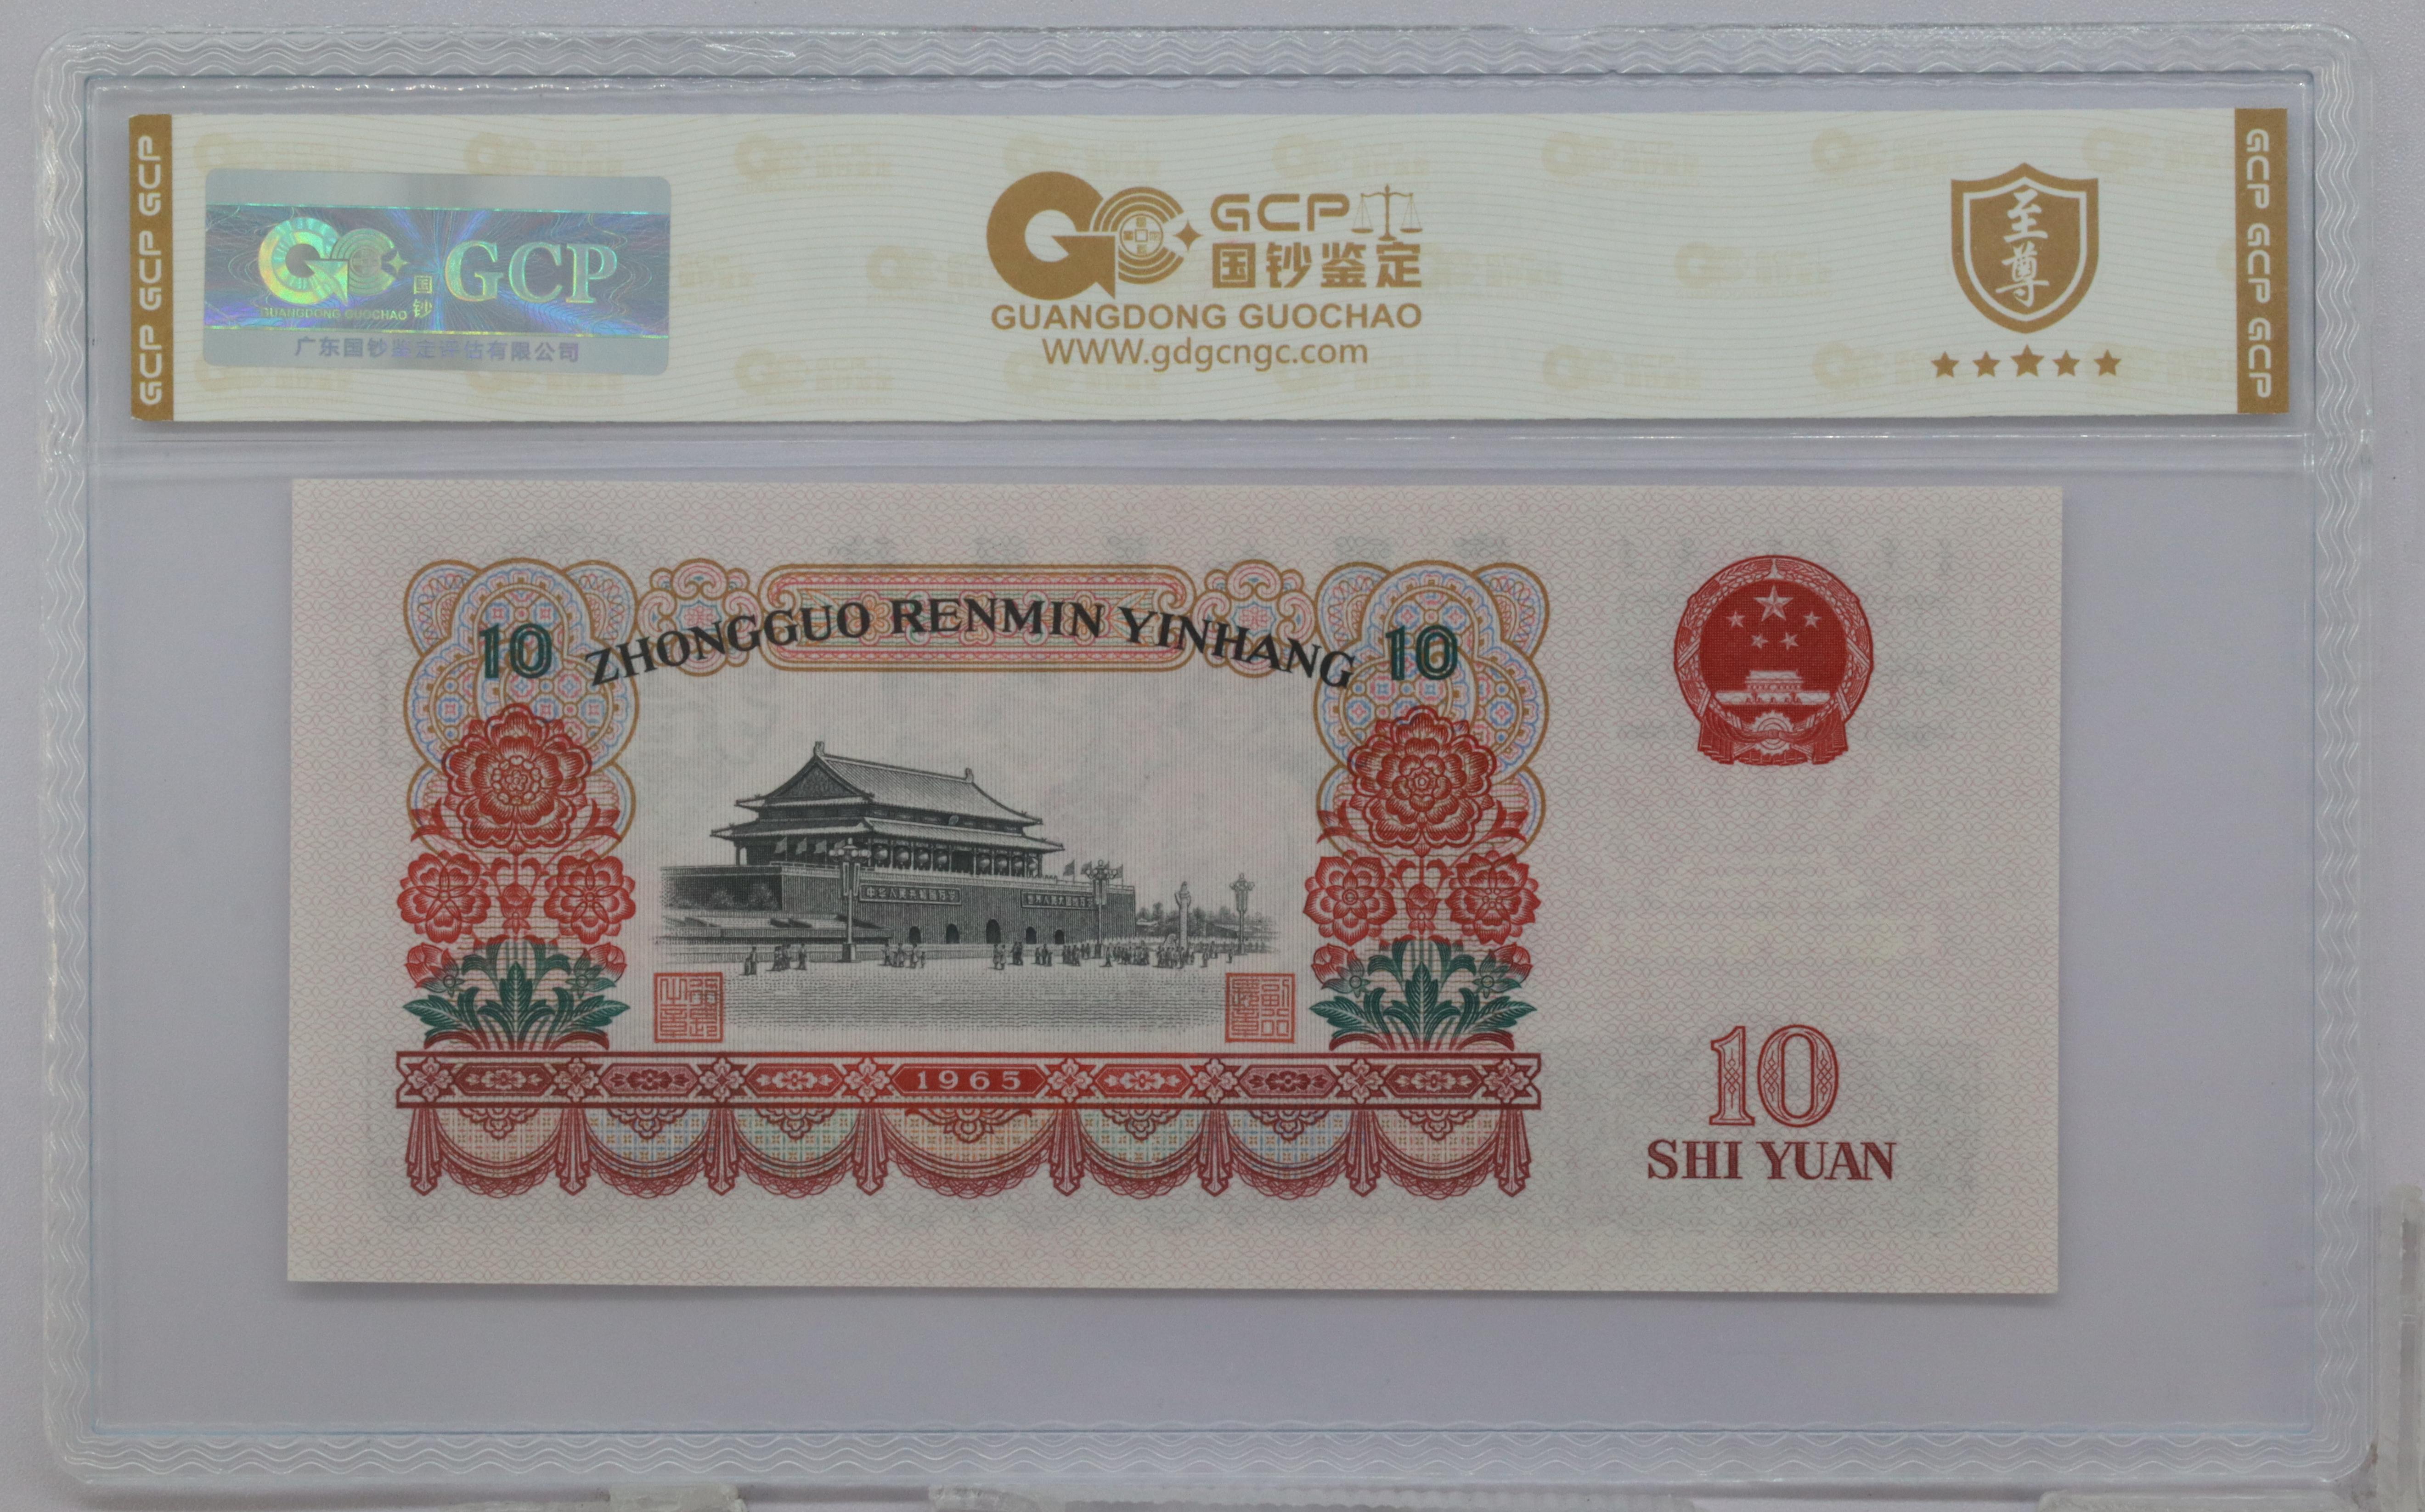 GCP GCP GCP
国钞 GCP
GUANGDONG GUOCHAO
广东国钞鉴定评估有限公司
GCP
国钞鉴定
GUANGDONG GUOCHAO
WWW.gdgcngc.com
至尊
GCP GCP GCP
10 ZHONGGUO RENMIN YINHANG 10
1965
10
SHI YUAN